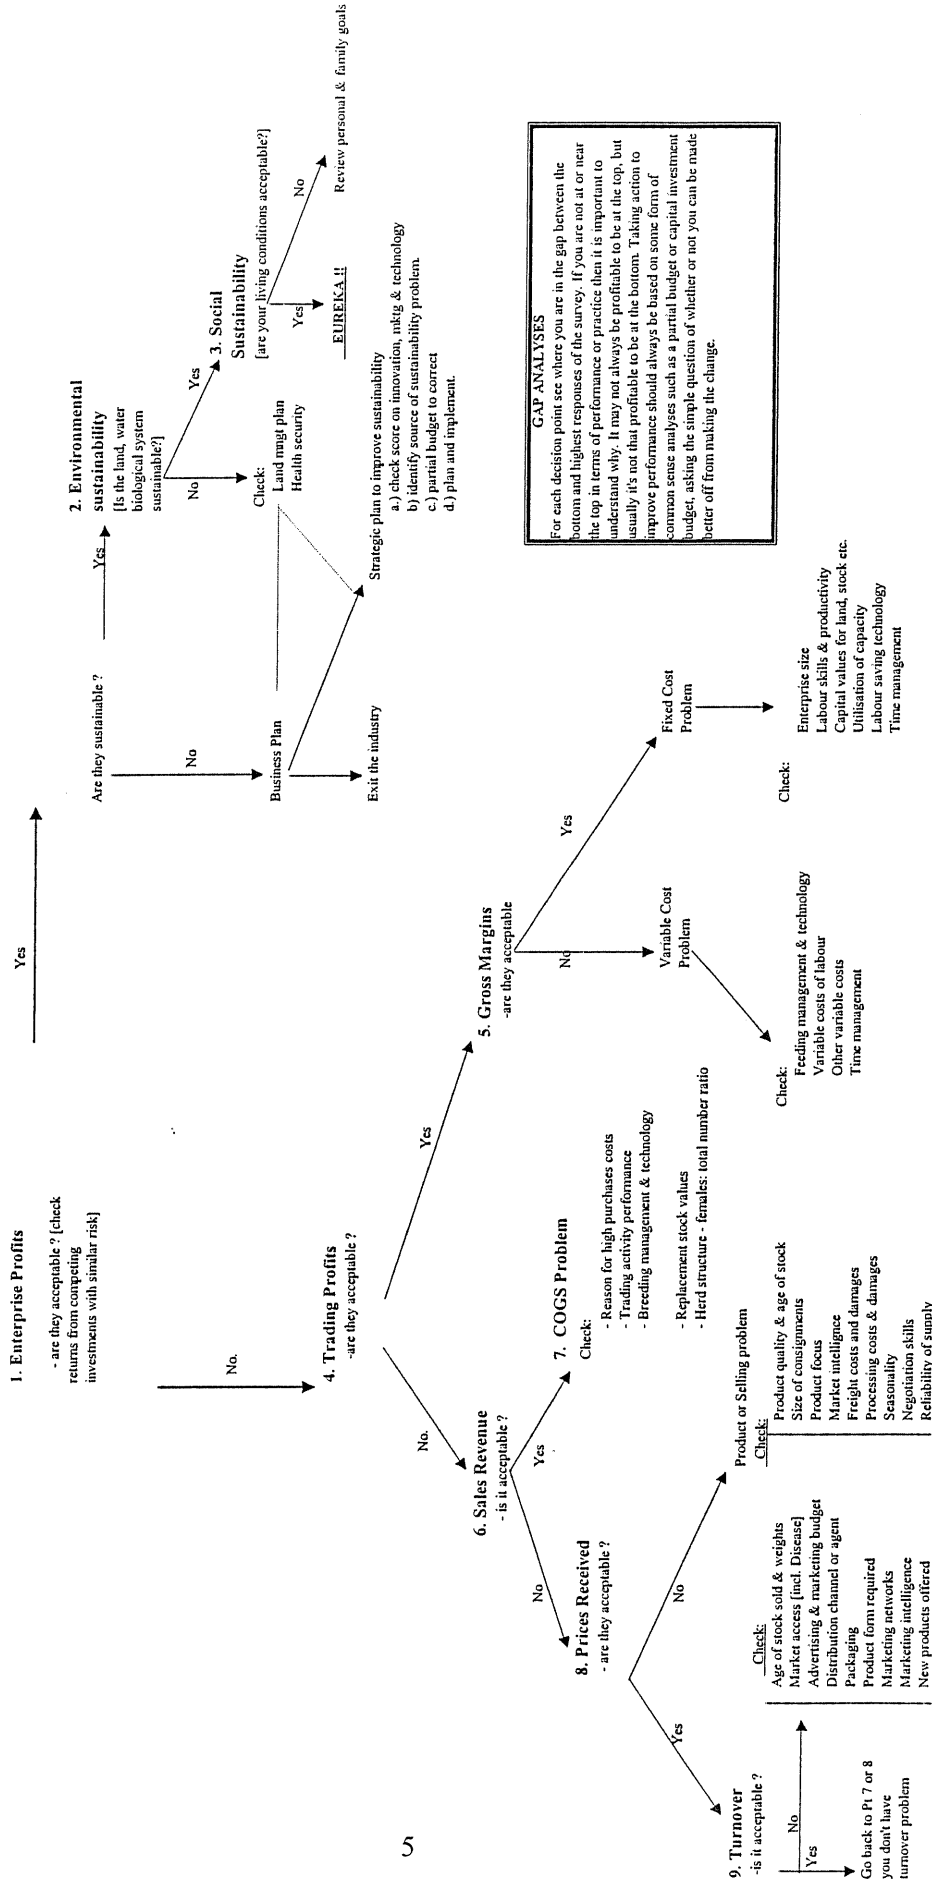 1. Enterprise Profits
- are they acceptable ? [check
returns from competing
investments with similar risk]
Yes
No.
Are they sustainable ?
Yes
No
2. Environmental
sustainability
[Is the land, water
biological system
sustainable?]
Yes
No
3. Social
Sustainability
[are your living conditions acceptable?]
Yes
No
EUREKA !!
Review personal & family goals
Check:
Land mngt plan
Health security
Business Plan
Exit the industry
Strategic plan to improve sustainability
a.) check score on innovation, mktg & technology
b) identify source of sustainability problem.
c.) partial budget to correct
d.) plan and implement.
4. Trading Profits
-are they acceptable ?
Yes
No.
5. Gross Margins
-are they acceptable
Yes
No
Fixed Cost
Problem
Check:
Enterprise size
Labour skills & productivity
Capital values for land, stock etc.
Utilisation of capacity
Labour saving technology
Time management
Variable Cost
Problem
Check:
Feeding management & technology
Variable costs of labour
Other variable costs
Time management
6. Sales Revenue
- is it acceptable ?
Yes
No
7. COGS Problem
Check:
- Reason for high purchases costs
- Trading activity performance
- Breeding management & technology
- Replacement stock values
- Herd structure - females: total number ratio
8. Prices Received
- are they acceptable ?
No
Yes
Product or Selling problem
Check:
Product quality & age of stock
Size of consignments
Product focus
Market intelligence
Freight costs and damages
Processing costs & damages
Seasonality
Negotiation skills
Reliability of supply
9. Turnover
-is it acceptable ?
No
Yes
Check:
Age of stock sold & weights
Market access [incl. Disease]
Advertising & marketing budget
Distribution channel or agent
Packaging
Product form required
Marketing networks
Marketing intelligence
New products offered
Go back to Pt 7 or 8
you don't have
turnover problem
GAP ANALYSES
For each decision point see where you are in the gap between the
bottom and highest responses of the survey. If you are not at or near
the top in terms of performance or practice then it is important to
understand why. It may not always be profitable to be at the top, but
usually it's not that profitable to be at the bottom. Taking action to
improve performance should always be based on some form of
common sense analyses such as a partial budget or capital investment
budget, asking the simple question of whether or not you can be made
better off from making the change.
5